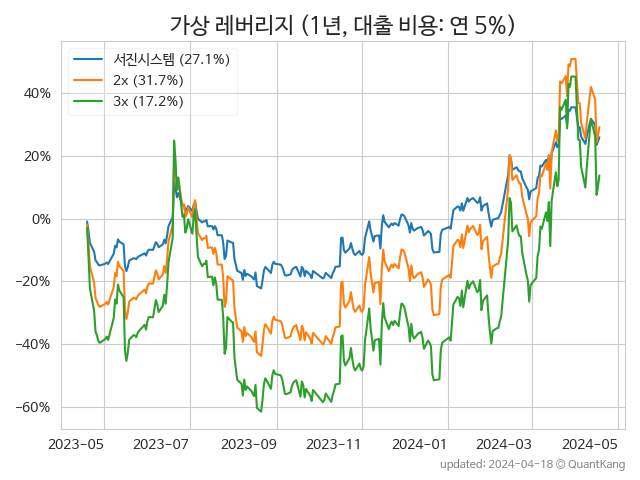 가상 레버리지 (1년, 대출 비용: 연 5%)
서진시스템 (27.1%)
2x (31.7%)
3x (17.2%)
40%
20%
0%
−20%
−40%
−60%
2023-05 2023-07 2023-09 2023-11 2024-01 2024-03 2024-05
updated: 2024-04-18 © QuantKang